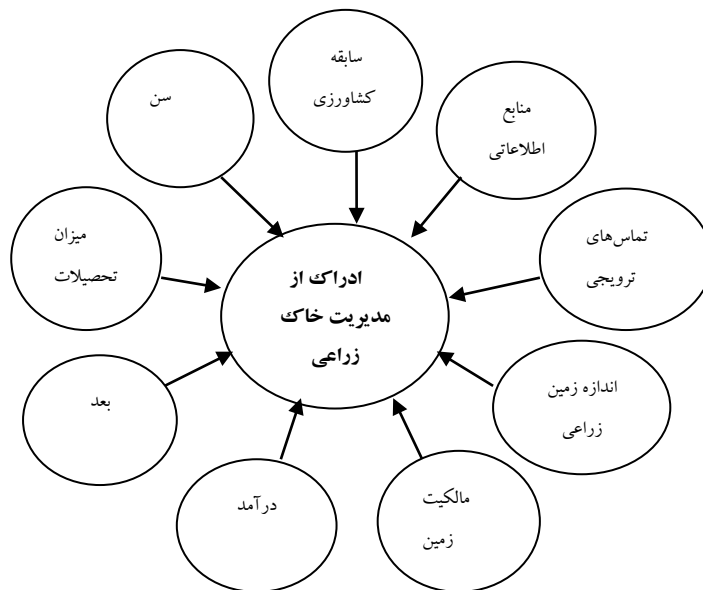 سابقه
کشاورزی
سن
منابع
اطلاعاتی
میزان
تحصیلات
تماس‌های
ترویجی
ادراک از
مدیریت خاک
زراعی
بعد
اندازه زمین
زراعی
درآمد
مالکیت
زمین